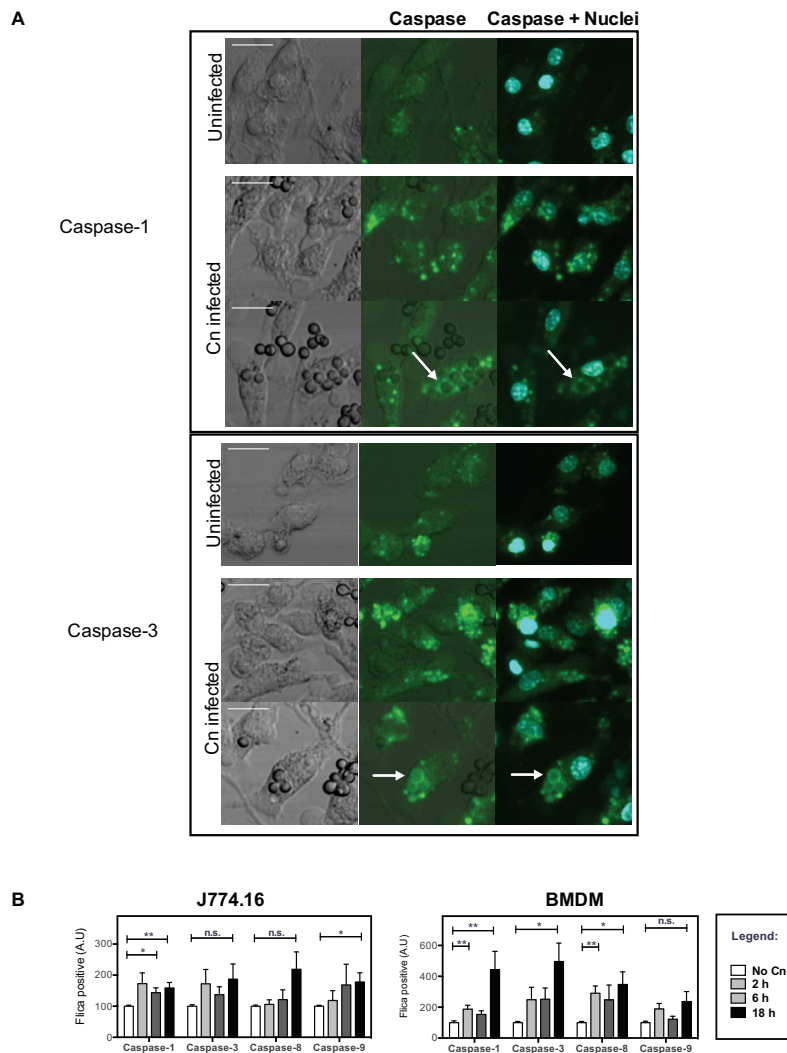 A
Caspase Caspase + Nuclei
Uninfected
Caspase-1
Cn infected
Uninfected
Caspase-3
Cn infected
B
J774.16
BMDM
Flica positive (A.U)
300
200
100
0
**
*
n.s.
n.s.
*
Caspase-1 Caspase-3 Caspase-8 Caspase-9
Flica positive (A.U)
600
400
200
0
**
**
*
*
**
n.s.
Caspase-1 Caspase-3 Caspase-8 Caspase-9
Legend:
No Cn
2 h
6 h
18 h